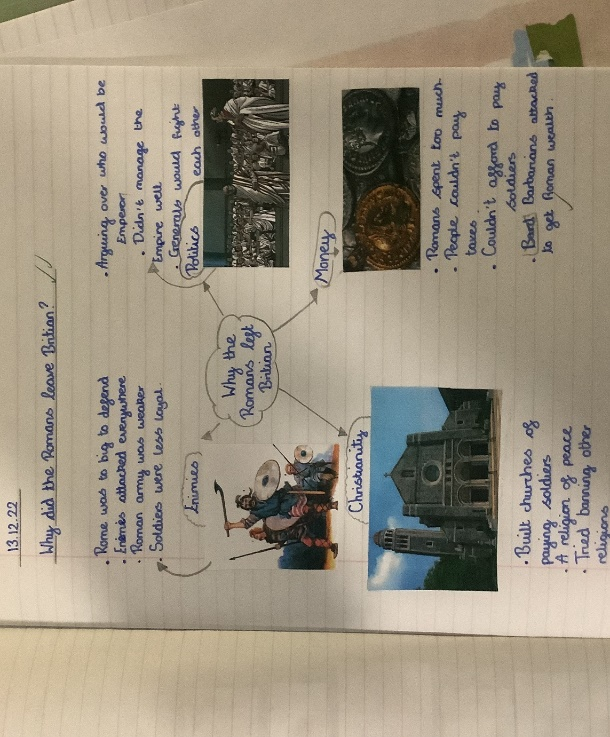 13.12.22
Why did the Romans leave Britian?
• Rome was to big to defend
• Enimies attacked everywhere
• Roman army was weaker
• Soldiers were less loyal.
• Arguing over who would be
Emperor
• Didn't manage the
Empire well
• Generals would fight
each other
Enimies
Politics
Why the
Romans left
Britian
Christianity
Money
• Built churches of
paying soldiers
• A religion of peace
• Tried banning other
religions
• Romans spent too much
• People couldn't pay
taxes
• Couldn't afford to pay
soldiers
• Barbarians attacked
to get Roman wealth.